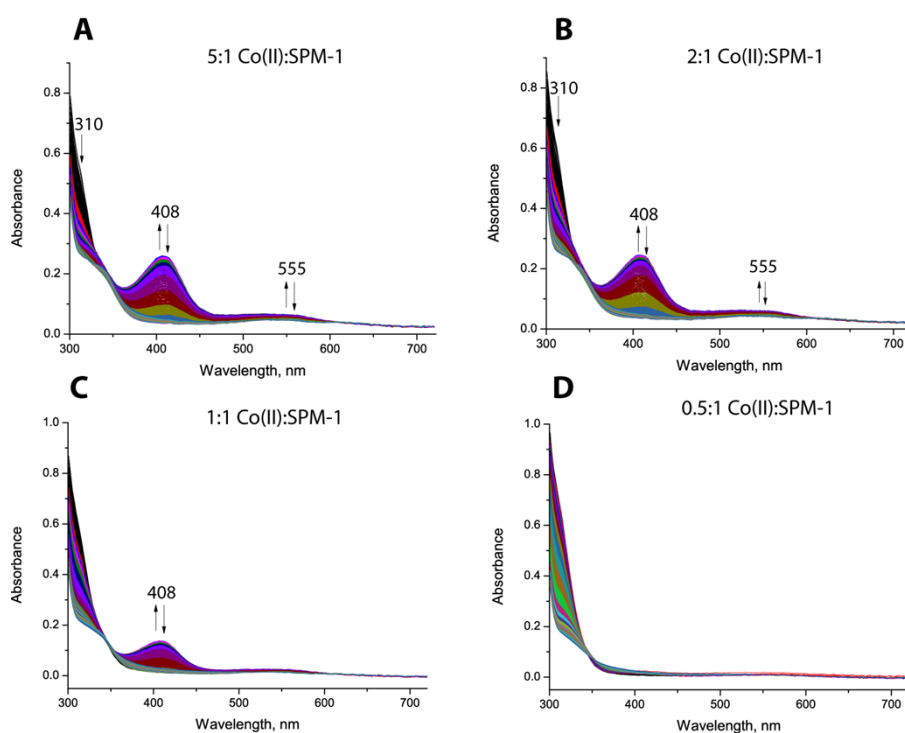 A
5:1 Co(II):SPM-1
0.8
0.6
0.4
0.2
0.0
Absorbance
310
408
555
300 400 500 600 700
Wavelength, nm
B
2:1 Co(II):SPM-1
0.8
0.6
0.4
0.2
0.0
Absorbance
310
408
555
300 400 500 600 700
Wavelength, nm
C
1:1 Co(II):SPM-1
1.0
0.8
0.6
0.4
0.2
0.0
Absorbance
408
300 400 500 600 700
Wavelength, nm
D
0.5:1 Co(II):SPM-1
1.0
0.8
0.6
0.4
0.2
0.0
Absorbance
300 400 500 600 700
Wavelength, nm